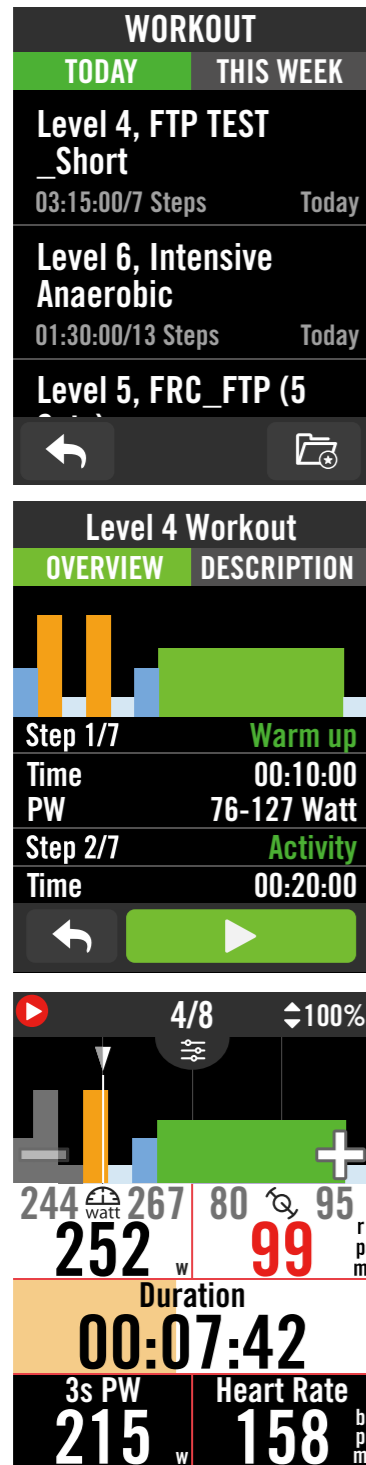 WORKOUT
TODAY THIS WEEK
Level 4, FTP TEST
_Short
03:15:00/7 Steps Today
Level 6, Intensive
Anaerobic
01:30:00/13 Steps Today
Level 5, FRC_FTP (5
Level 4 Workout
OVERVIEW DESCRIPTION
Step 1/7 Warm up
Time 00:10:00
PW 76-127 Watt
Step 2/7 Activity
Time 00:20:00
4/8 100%
244 watt 267 80 95
252 w 99 rpm
Duration
00:07:42
3s PW Heart Rate
215 w 158 bpm